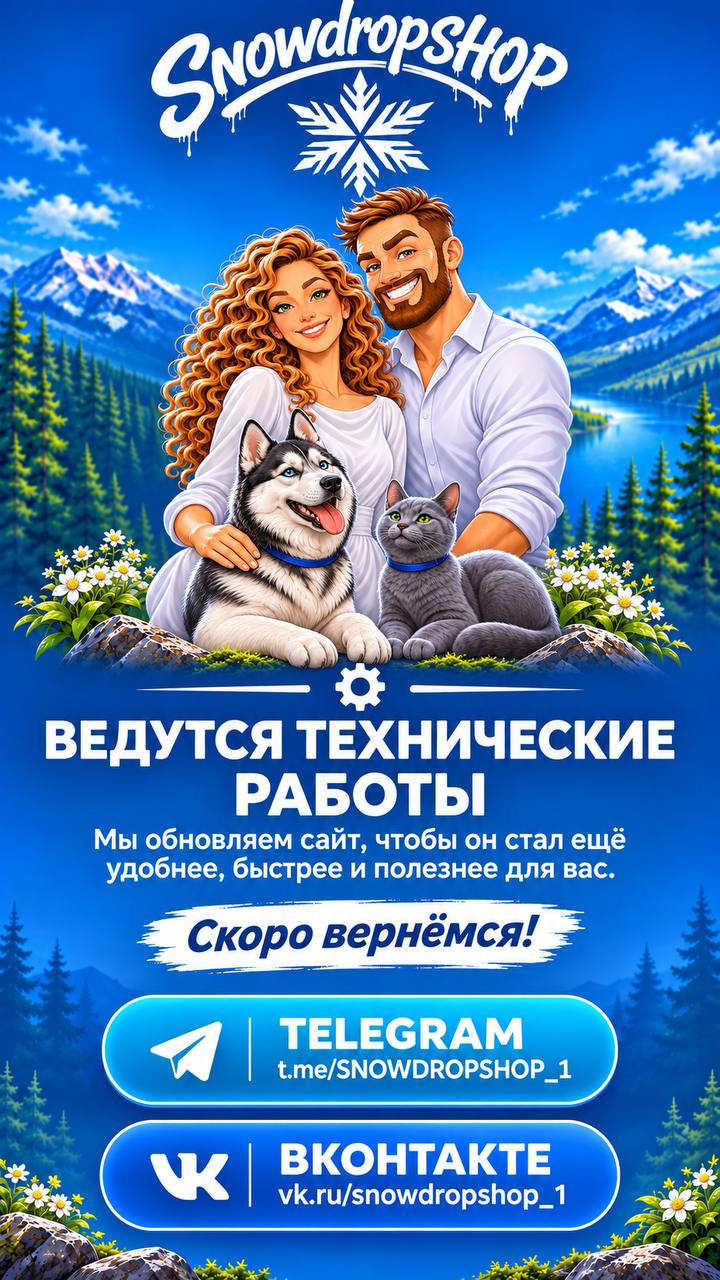 SnowdropSHOP
ВЕДУТСЯ ТЕХНИЧЕСКИЕ
РАБОТЫ
Мы обновляем сайт, чтобы он стал ещё
удобнее, быстрее и полезнее для вас.
Скоро вернёмся!
TELEGRAM
t.me/SNOWDROPSHOP_1
ВКОНТАКТЕ
vk.ru/snowdropshop_1